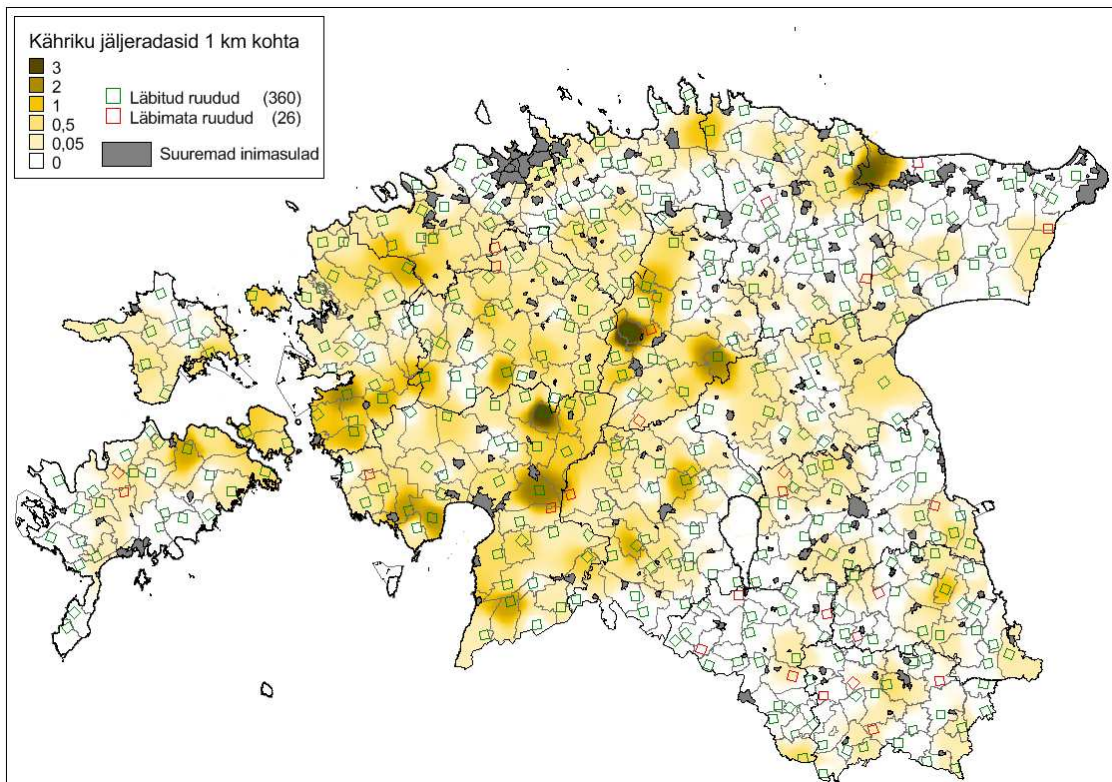 Kähriku jäljeradasid 1 km kohta
3
2
1
0,5
0,05
0
Läbitud ruudud (360)
Läbimata ruudud (26)
Suuremad inimasulad